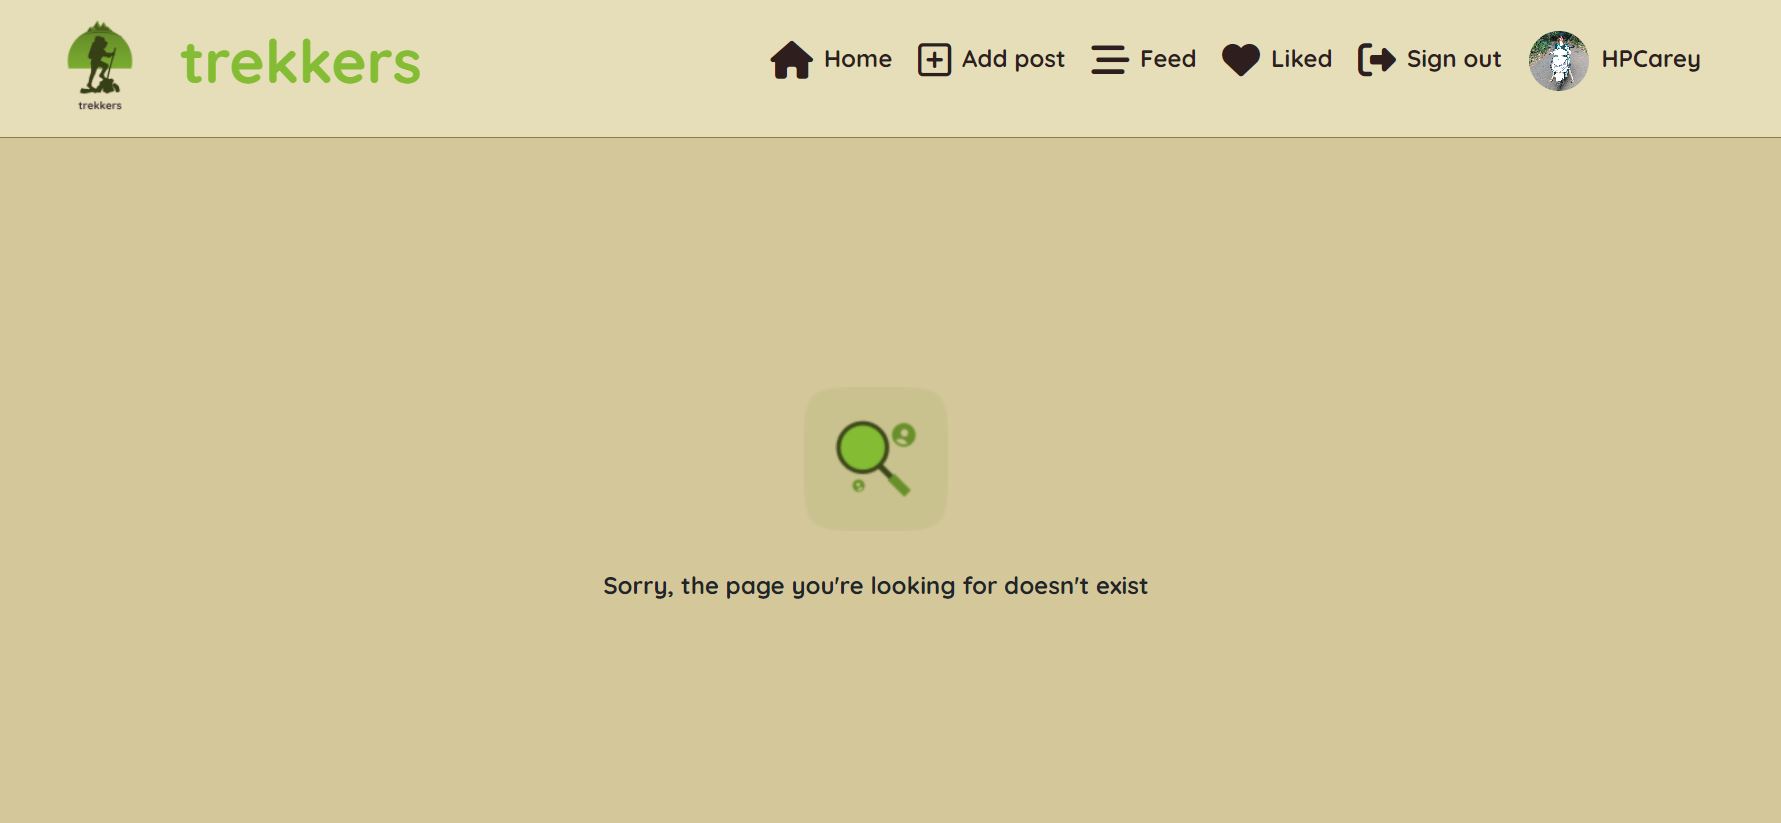 trekkers
trekkers
Home Add post Feed Liked Sign out HPCarey
Sorry, the page you're looking for doesn't exist